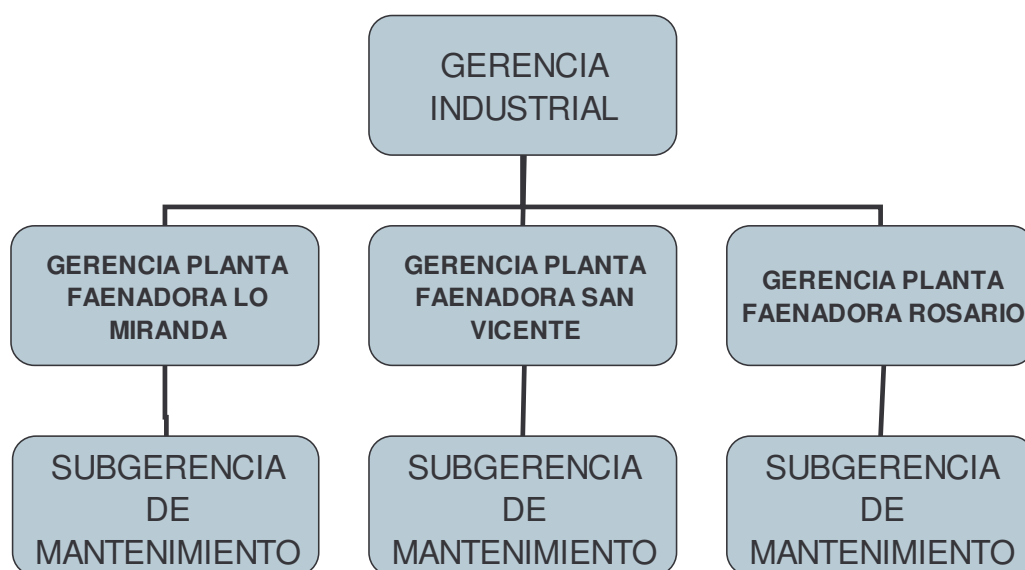 GERENCIA
INDUSTRIAL
GERENCIA PLANTA
FAENADORA LO
MIRANDA
GERENCIA PLANTA
FAENADORA SAN
VICENTE
GERENCIA PLANTA
FAENADORA ROSARIO
SUBGERENCIA
DE
MANTENIMIENTO
SUBGERENCIA
DE
MANTENIMIENTO
SUBGERENCIA
DE
MANTENIMIENTO